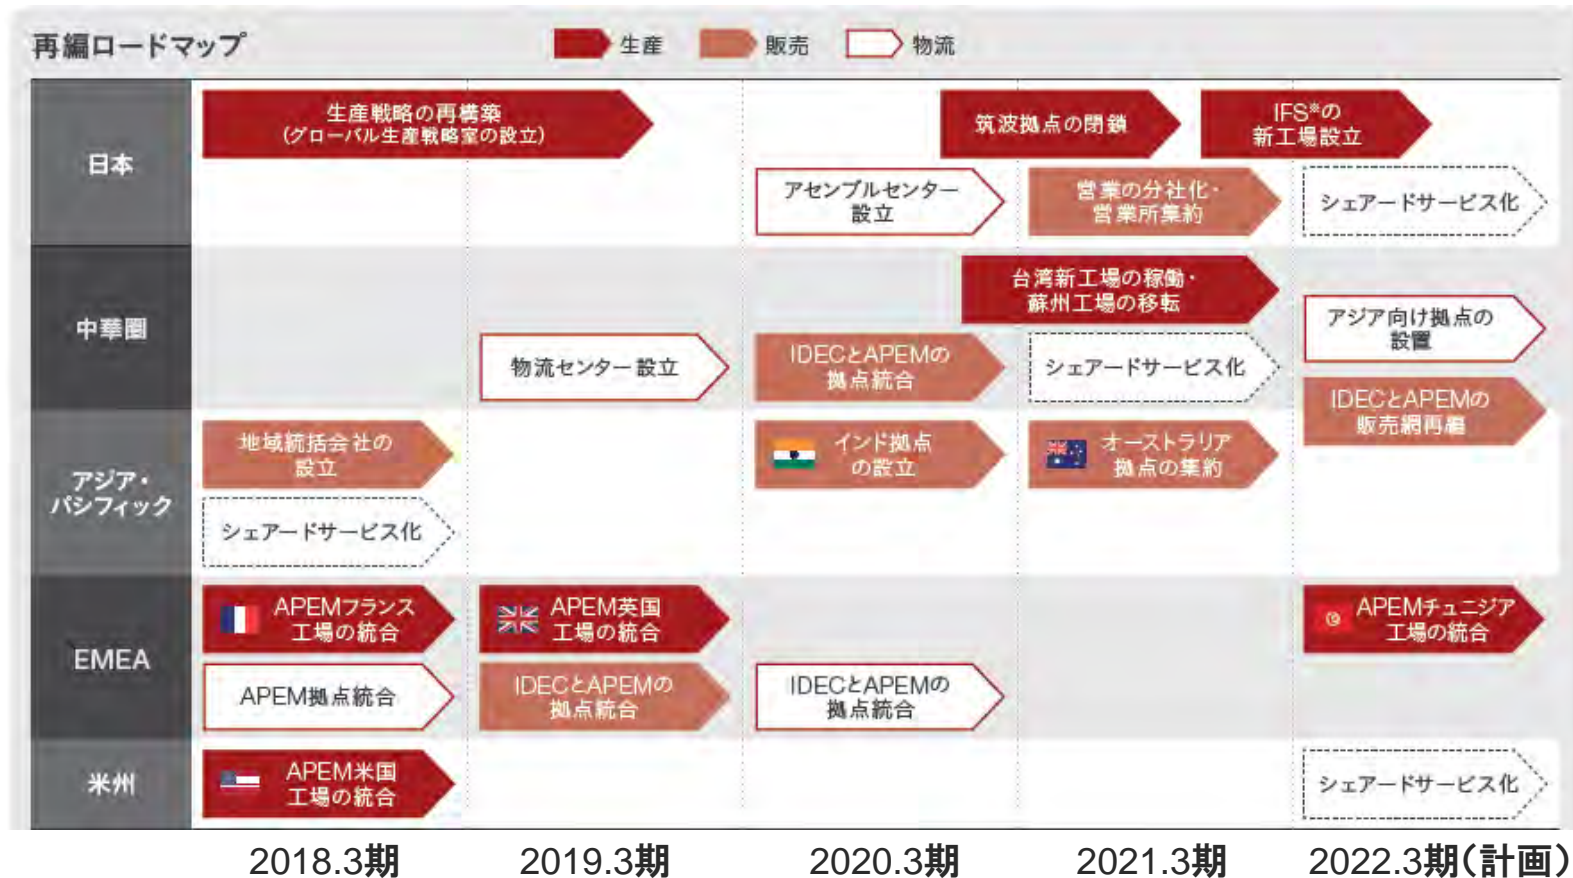 再編ロードマップ
生産
販売
物流
日本
生産戦略の再構築
(グローバル生産戦略室の設立)
筑波拠点の閉鎖
IFS※の
新工場設立
アセンブルセンター
設立
営業の分社化・
営業所集約
シェアードサービス化
中華圏
台湾新工場の稼働・
蘇州工場の移転
アジア向け拠点の
設置
物流センター設立
IDECとAPEMの
拠点統合
シェアードサービス化
IDECとAPEMの
販売網再編
アジア・
パシフィック
地域統括会社の
設立
インド拠点
の設立
オーストラリア
拠点の集約
シェアードサービス化
EMEA
APEMフランス
工場の統合
APEM英国
工場の統合
APEMチュニジア
工場の統合
APEM拠点統合
IDECとAPEMの
拠点統合
IDECとAPEMの
拠点統合
米州
APEM米国
工場の統合
シェアードサービス化
2018.3期
2019.3期
2020.3期
2021.3期
2022.3期(計画)